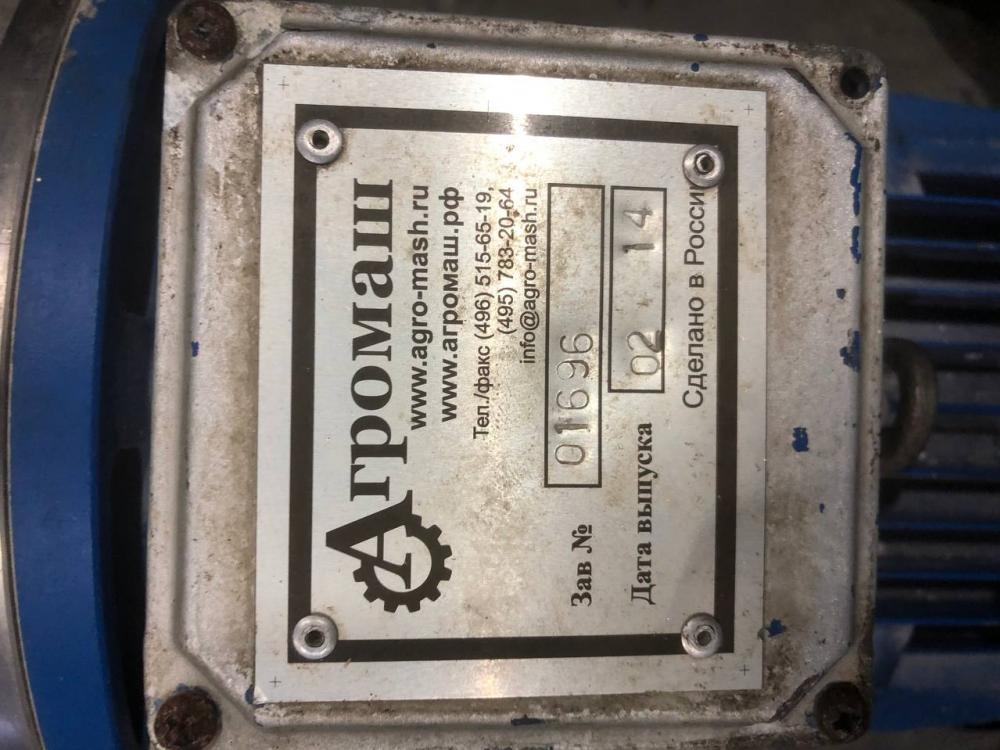 Агромаш
www.agro-mash.ru
www.агромаш.рф
Тел./факс (496) 515-65-19,
(495) 783-20-64
info@agro-mash.ru
Зав № 01696
Дата выпуска 02 14
Сделано в России